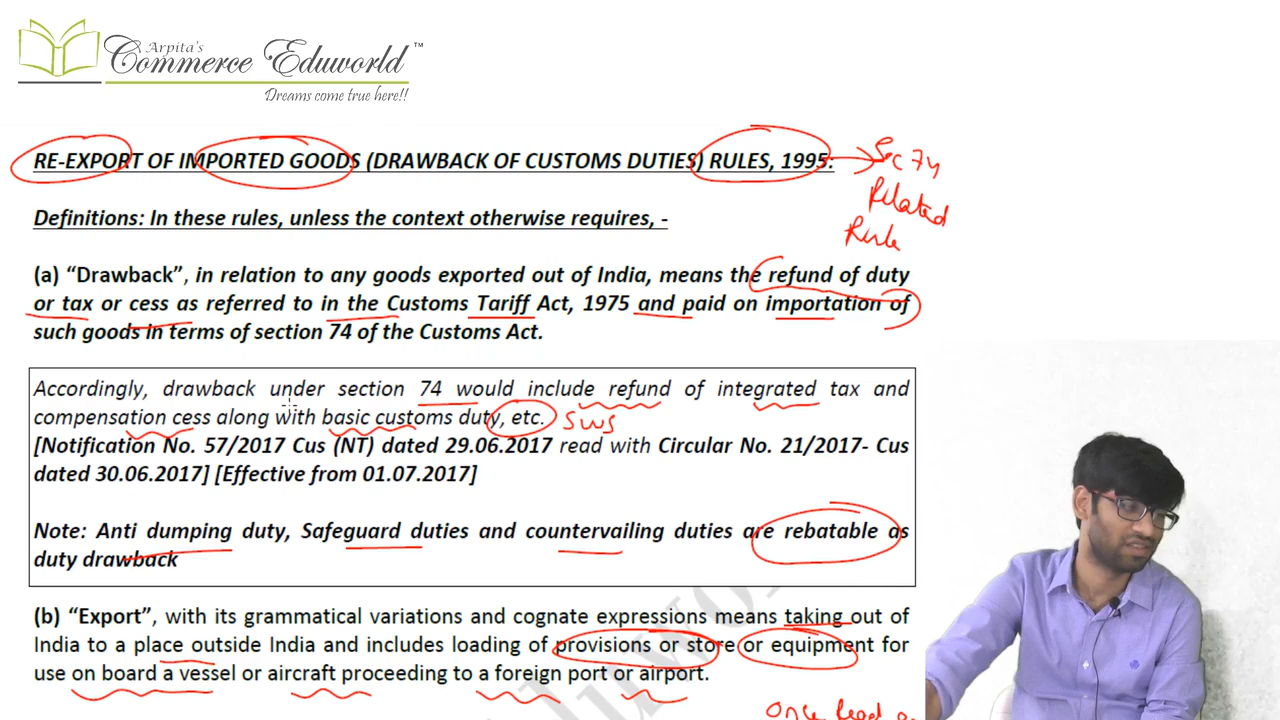 Arpita's
Commerce Eduworld™
Dreams come true here!!
RE-EXPORT OF IMPORTED GOODS (DRAWBACK OF CUSTOMS DUTIES) RULES, 1995:
Sec 74
Related
Rule
Definitions: In these rules, unless the context otherwise requires, -
(a) “Drawback”, in relation to any goods exported out of India, means the refund of duty
or tax or cess as referred to in the Customs Tariff Act, 1975 and paid on importation of
such goods in terms of section 74 of the Customs Act.
Accordingly, drawback under section 74 would include refund of integrated tax and
compensation cess along with basic customs duty, etc. SWS
[Notification No. 57/2017 Cus (NT) dated 29.06.2017 read with Circular No. 21/2017- Cus
dated 30.06.2017] [Effective from 01.07.2017]
Note: Anti dumping duty, Safeguard duties and countervailing duties are rebatable as
duty drawback
(b) “Export”, with its grammatical variations and cognate expressions means taking out of
India to a place outside India and includes loading of provisions or store or equipment for
use on board a vessel or aircraft proceeding to a foreign port or airport.
once Read